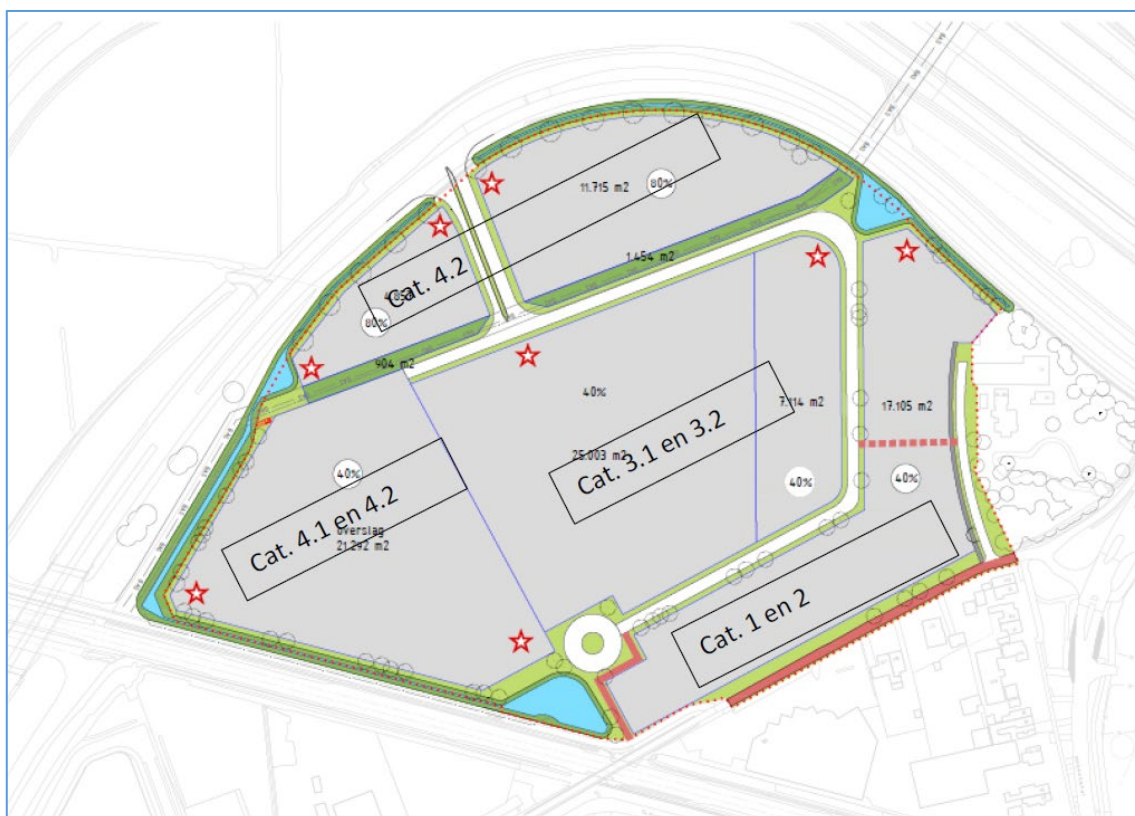 11.715 m2
80%
Cat. 4.2
1.454 m2
80%
904 m2
40%
7.114 m2
17.105 m2
25.003 m2
Cat. 3.1 en 3.2
40%
40%
40%
Cat. 4.1 en 4.2
overslag
21.292 m2
Cat. 1 en 2